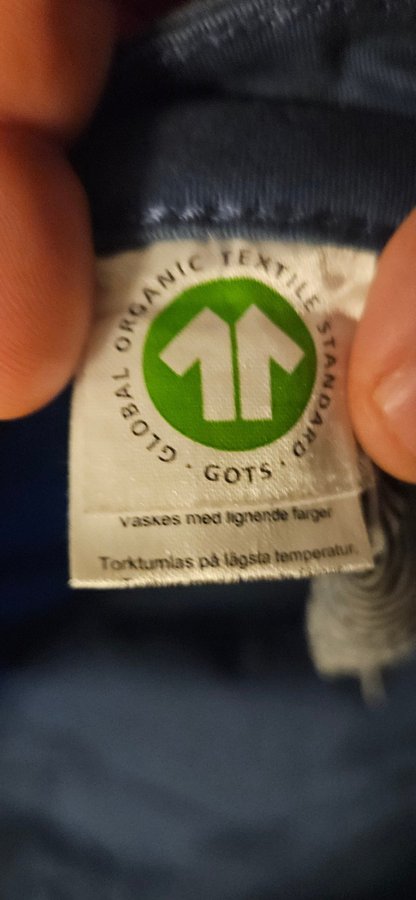 GLOBAL ORGANIC TEXTILE STANDARD · GOTS ·
Vaskes med lignende farger
Torktumlas på lägsta temperatur.